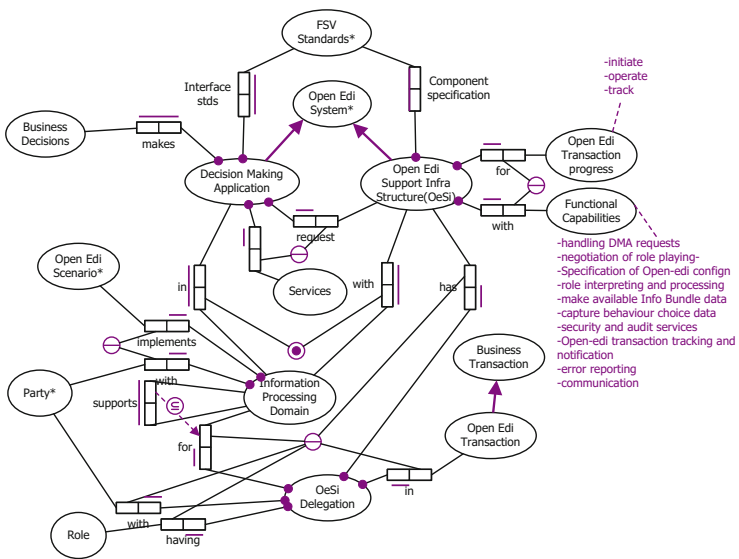 FSV
Standards*
-initiate
-operate
-track
Interface
stds
Component
specification
Open Edi
System*
Business
Decisions
makes
Decision Making
Application
Open Edi
Support Infra
Structure(OeSi)
for
Open Edi
Transaction
progress
with
Functional
Capabilities
request
Open Edi
Scenario*
in
Services
with
has
-handling DMA requests
-negotiation of role playing-
-Specification of Open-edi confign
-role interpreting and processing
-make available Info Bundle data
-capture behaviour choice data
-security and audit services
-Open-edi transaction tracking and
notification
-error reporting
-communication
implements
Business
Transaction
Party*
with
supports
Information
Processing
Domain
for
Open Edi
Transaction
in
OeSi
Delegation
with
Role
having